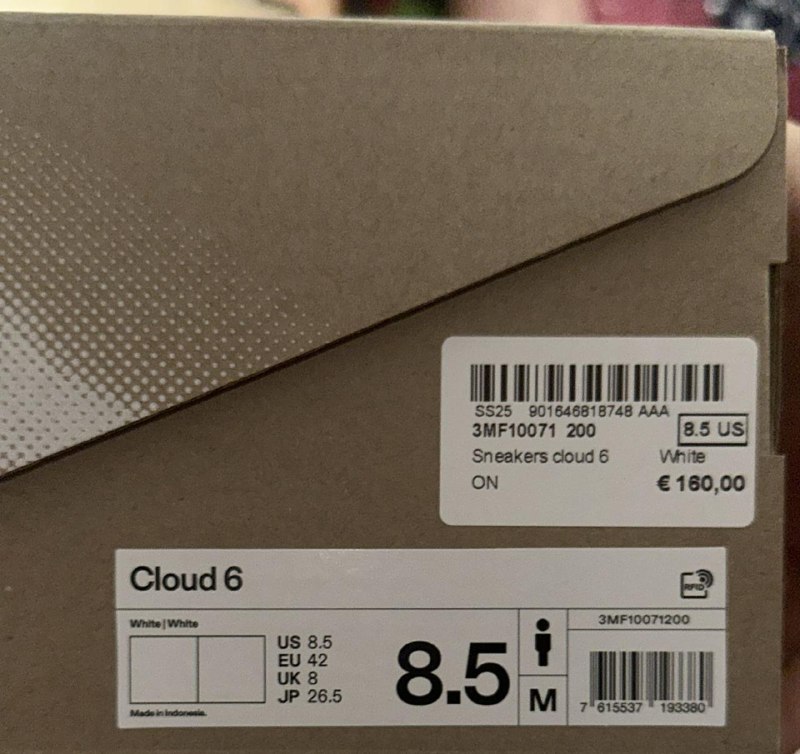 SS25 901646818748 AAA
3MF10071 200
8.5 US
Sneakers cloud 6 White
ON € 160,00
Cloud 6
RFID
White | White
US 8.5
EU 42
UK 8
JP 26.5
Made in Indonesia.
8.5
M
3MF10071200
7 615537 193380